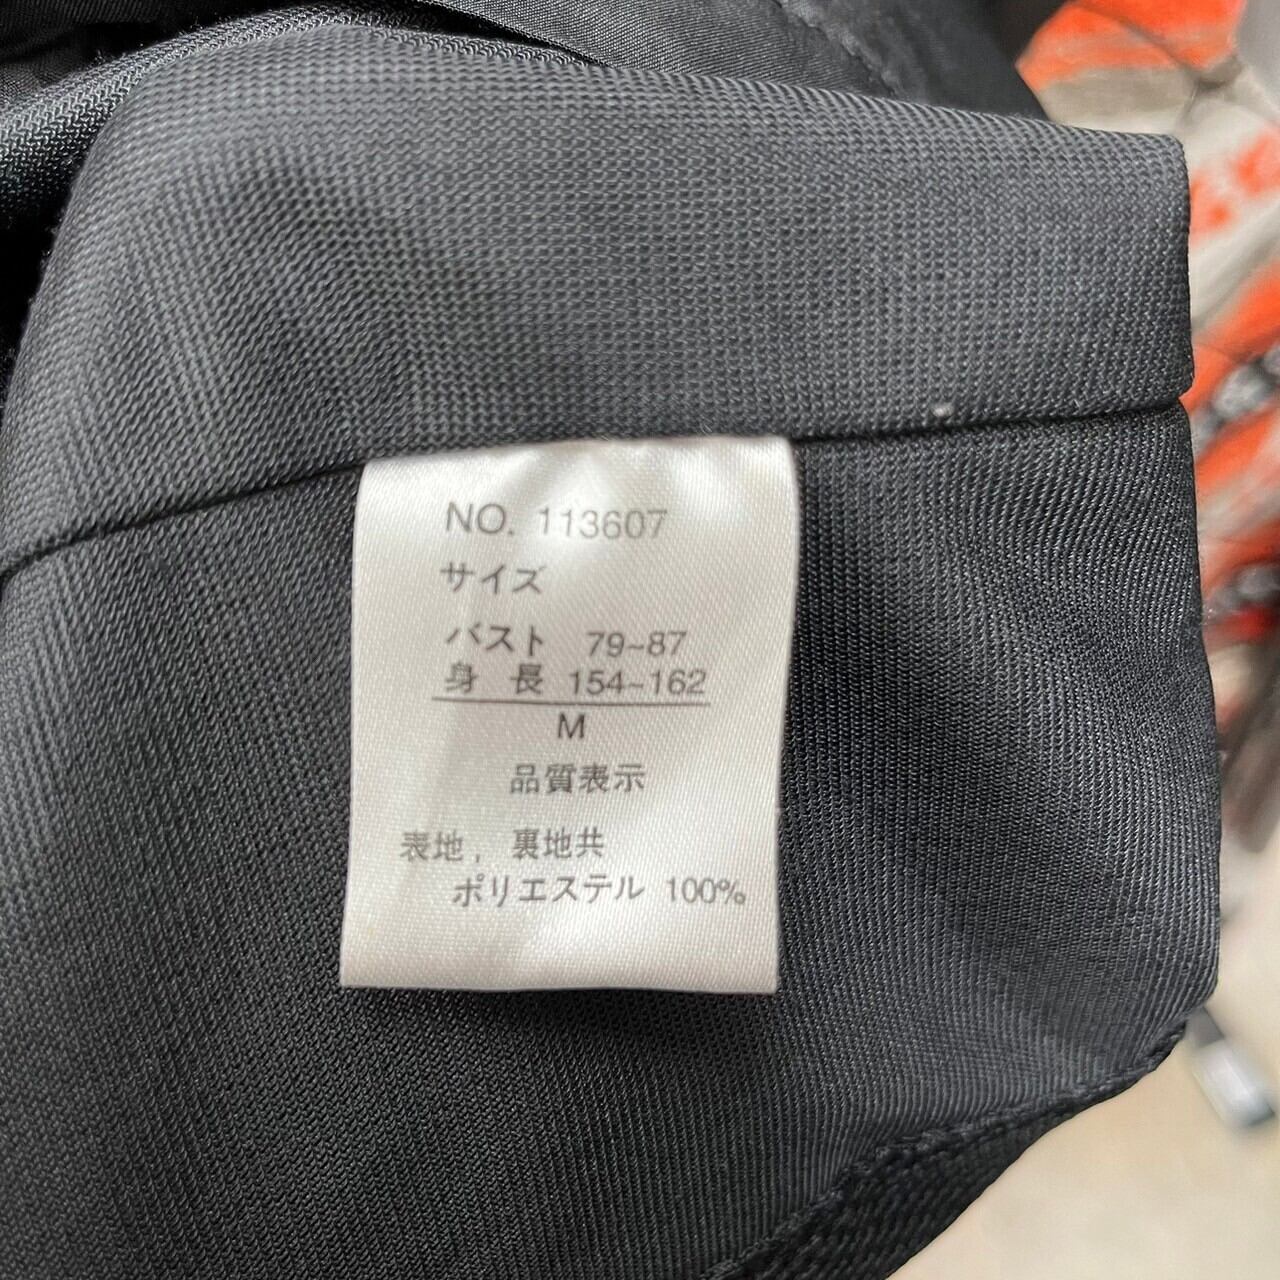 NO. 113607
サイズ
バスト 79~87
身 長 154~162
M
品質表示
表地, 裏地共
ポリエステル 100%